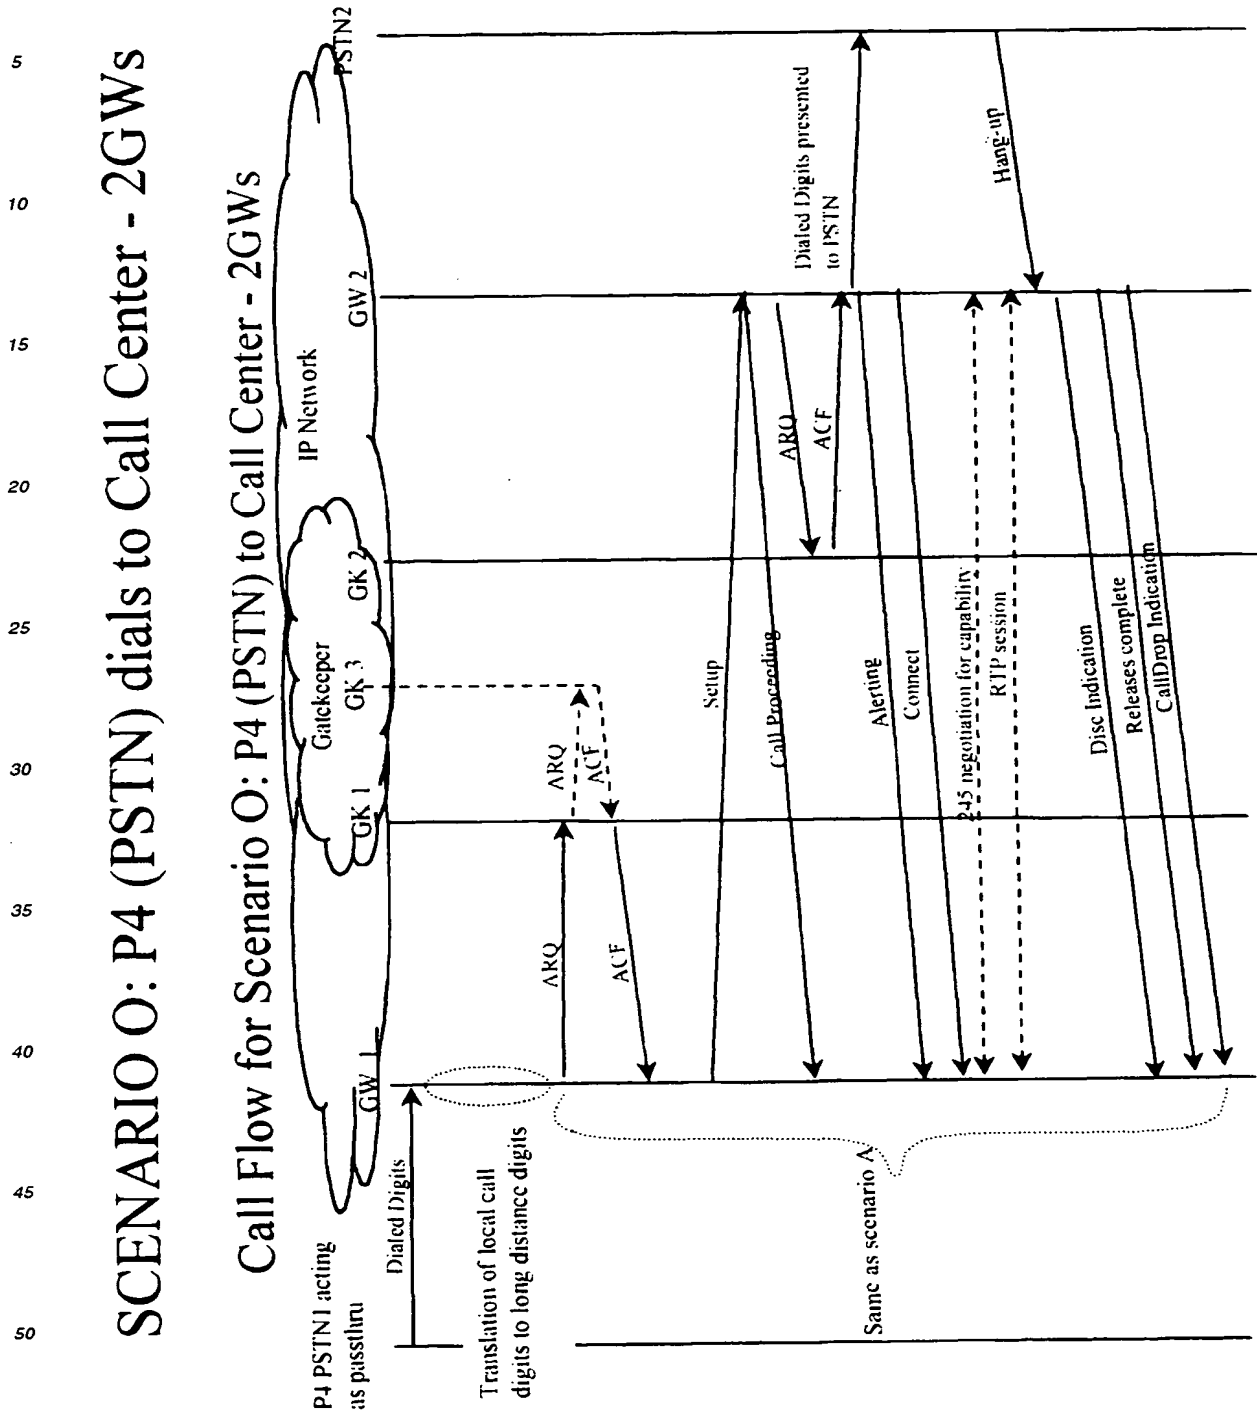 SCENARIO O: P4 (PSTN) dials to Call Center - 2GWs
Call Flow for Scenario O: P4 (PSTN) to Call Center - 2GWs
P4 PSTN1 acting
as passthru
GW 1
GK 1
Gatekeeper
GK 3
GK 2
IP Network
GW 2
PSTN2
Dialed Digits
Translation of local call
digits to long distance digits
ARQ
ARQ
ACF
ACF
Setup
Call Proceeding
ARQ
ACF
Dialed Digits presented
to PSTN
Alerting
Connect
245 negotiation for capability
RTP session
Hang-up
Disc Indication
Releases complete
CallDrop Indication
Same as scenario A
5
10
15
20
25
30
35
40
45
50